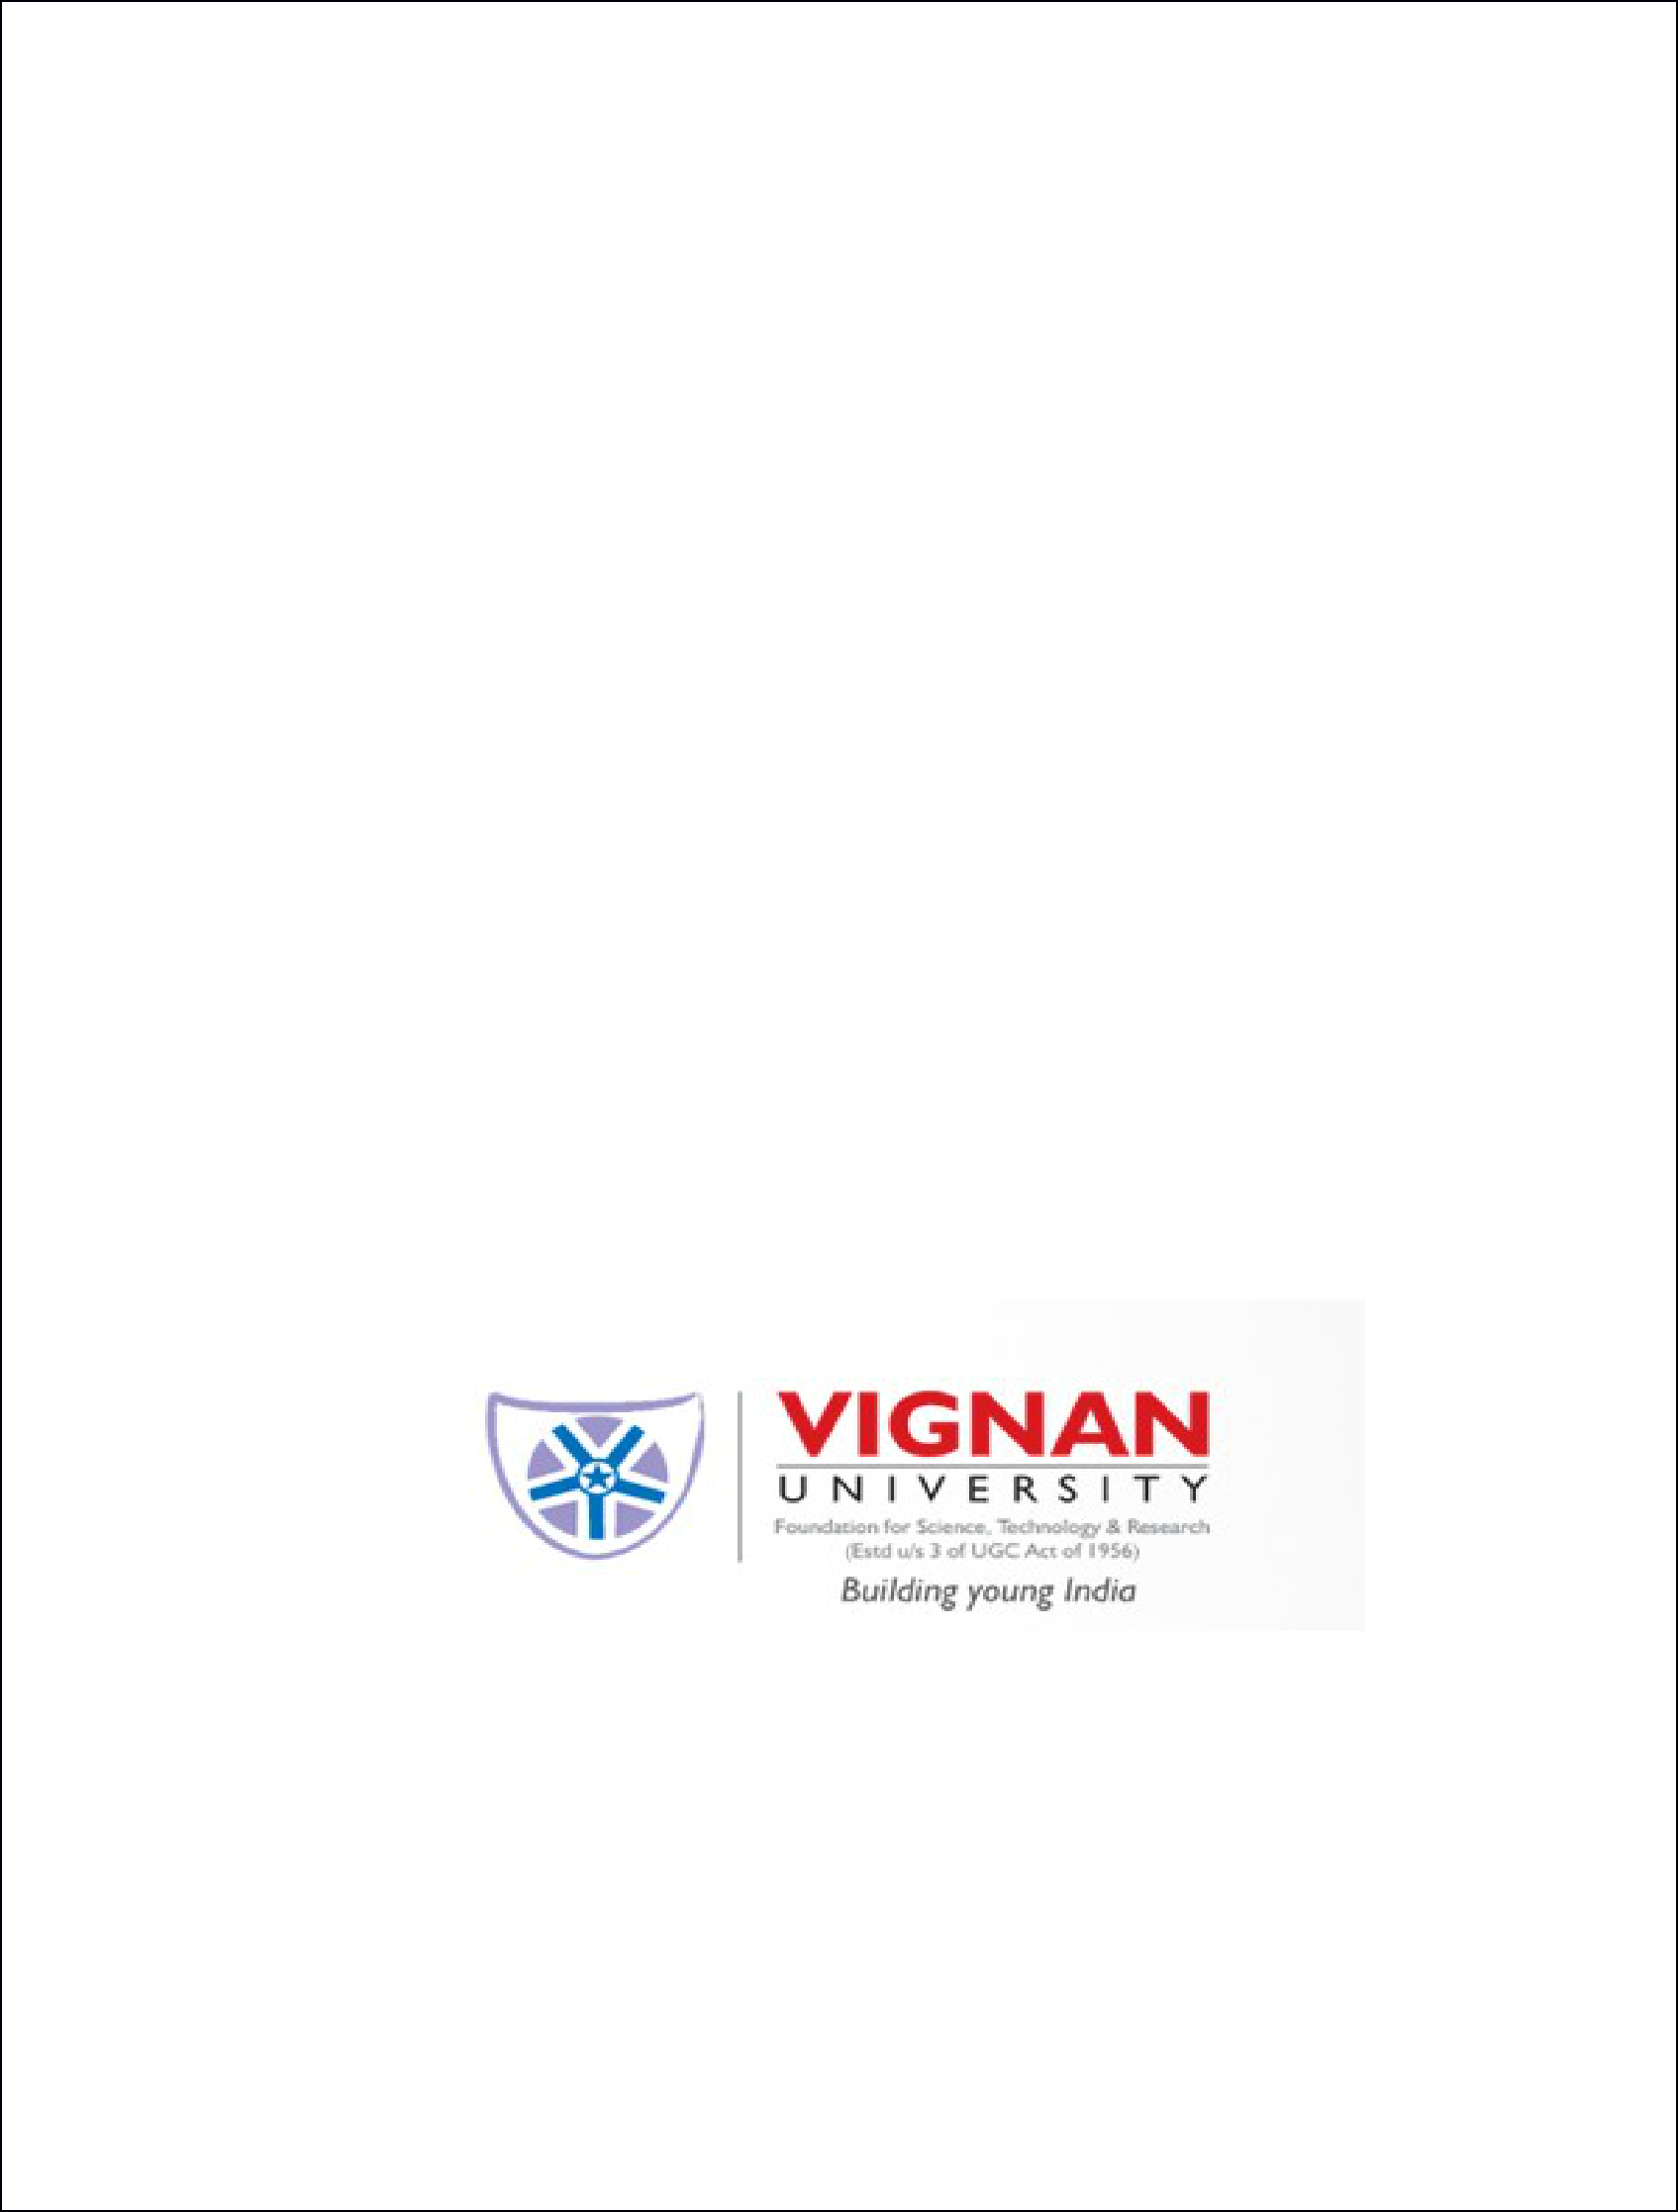 VIGNAN
UNIVERSITY
Foundation for Science, Technology & Research
(Estd u/s 3 of UGC Act of 1956)
Building young India